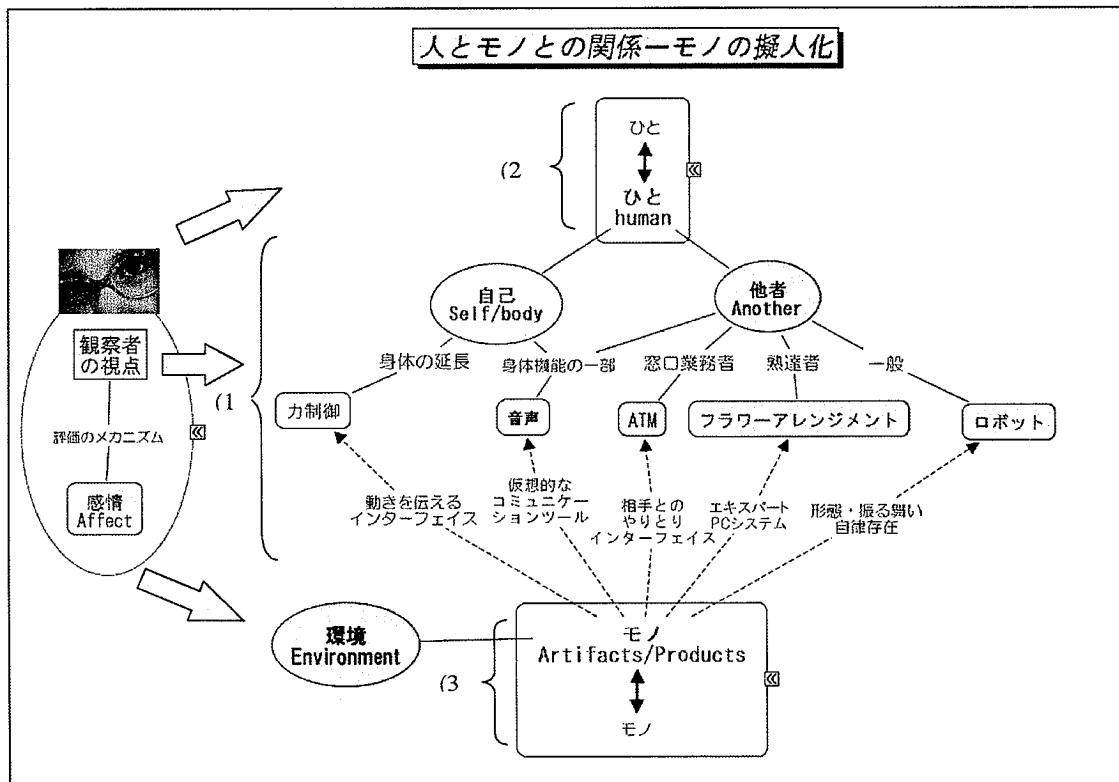 人とモノとの関係ーモノの擬人化
ひと
(2
ひと
human
自己
Self/body
他者
Another
観察者
の視点
身体の延長
身体機能の一部
窓口業務者
熟達者
一般
(1
力制御
音声
ATM
フラワーアレンジメント
ロボット
評価のメカニズム
感情
Affect
動きを伝える
インターフェイス
仮想的な
コミュニケー
ションツール
相手との
やりとり
インターフェイス
エキスパート
PCシステム
形態・振る舞い
自律存在
環境
Environment
モノ
Artifacts/Products
(3
モノ